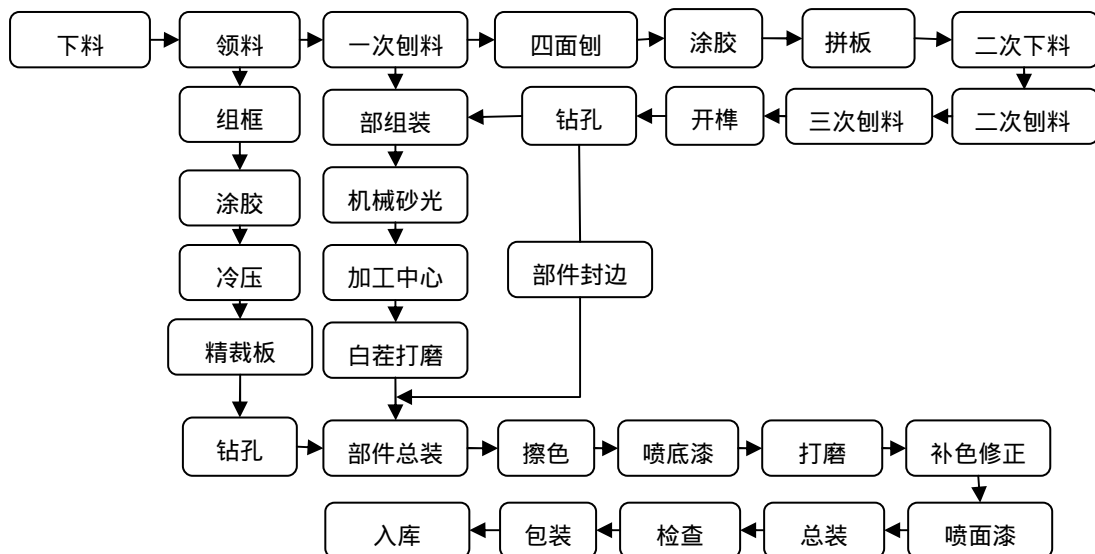 下料
领料
一次刨料
四面刨
涂胶
拼板
二次下料
组框
部组装
钻孔
开榫
三次刨料
二次刨料
涂胶
机械砂光
冷压
加工中心
部件封边
精裁板
白茬打磨
钻孔
部件总装
擦色
喷底漆
打磨
补色修正
入库
包装
检查
总装
喷面漆